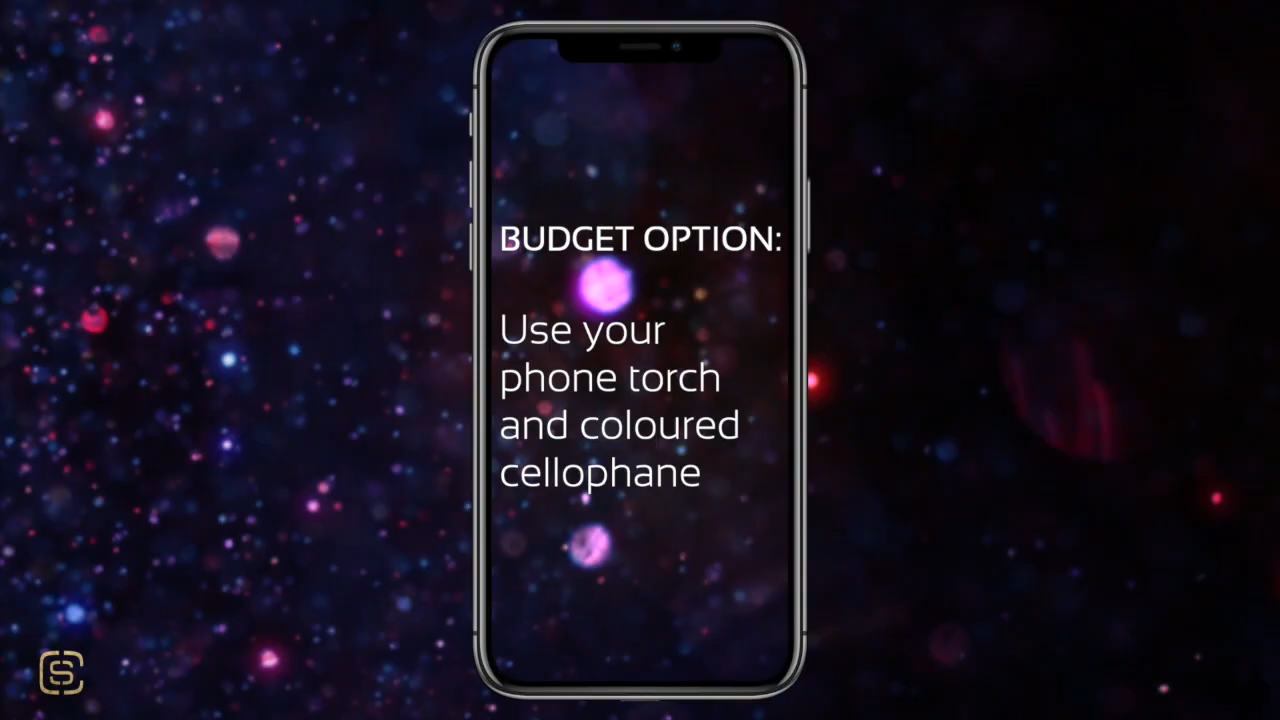 BUDGET OPTION:
Use your
phone torch
and coloured
cellophane